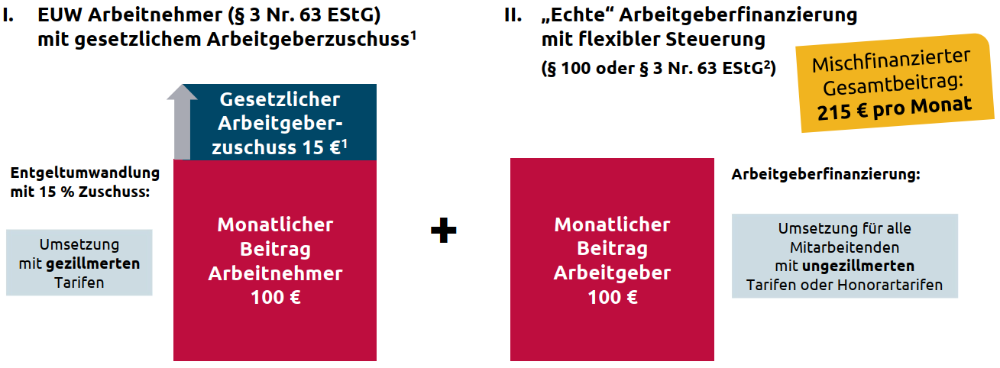 I. EUW Arbeitnehmer (§ 3 Nr. 63 EStG)
mit gesetzlichem Arbeitgeberzuschuss¹
Gesetzlicher
Arbeitgeber-
zuschuss 15 €¹
Entgeltumwandlung
mit 15 % Zuschuss:
Umsetzung
mit gezillmerten
Tarifen
Monatlicher
Beitrag
Arbeitnehmer
100 €
+
II. „Echte“ Arbeitgeberfinanzierung
mit flexibler Steuerung
(§ 100 oder § 3 Nr. 63 EStG²)
Mischfinanzierter
Gesamtbeitrag:
215 € pro Monat
Monatlicher
Beitrag
Arbeitgeber
100 €
Arbeitgeberfinanzierung:
Umsetzung für alle
Mitarbeitenden
mit ungezillmerten
Tarifen oder Honorartarifen